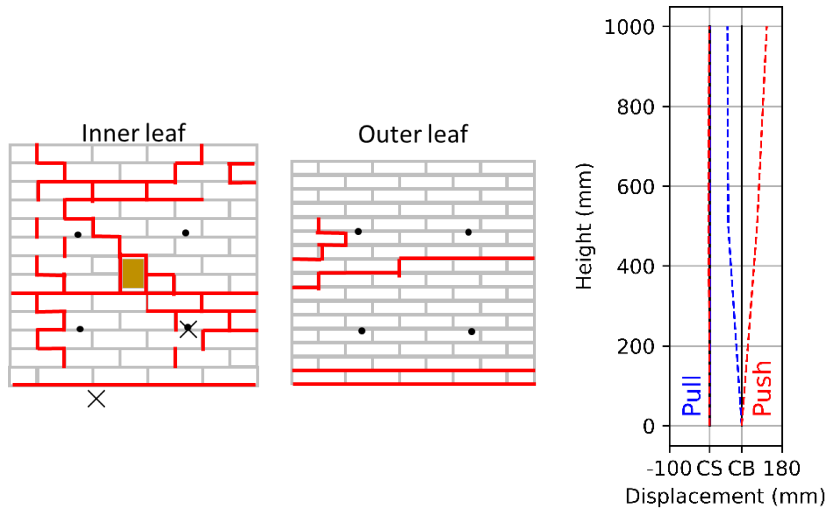 Inner leaf
Outer leaf
1000
800
600
400
200
0
Height (mm)
Pull
Push
-100 CS CB 180
Displacement (mm)